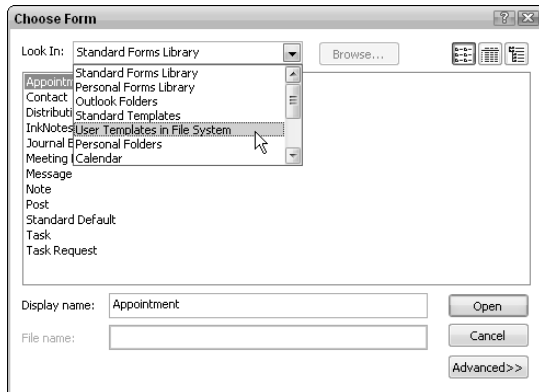 Choose Form
Look In: Standard Forms Library Browse...
Standard Forms Library
Personal Forms Library
Outlook Folders
Standard Templates
User Templates in File System
Personal Folders
Calendar
Contact
InkNotes
Journal E
Meeting
Message
Note
Post
Standard Default
Task
Task Request
Display name: Appointment Open
File name: Cancel
Advanced>>